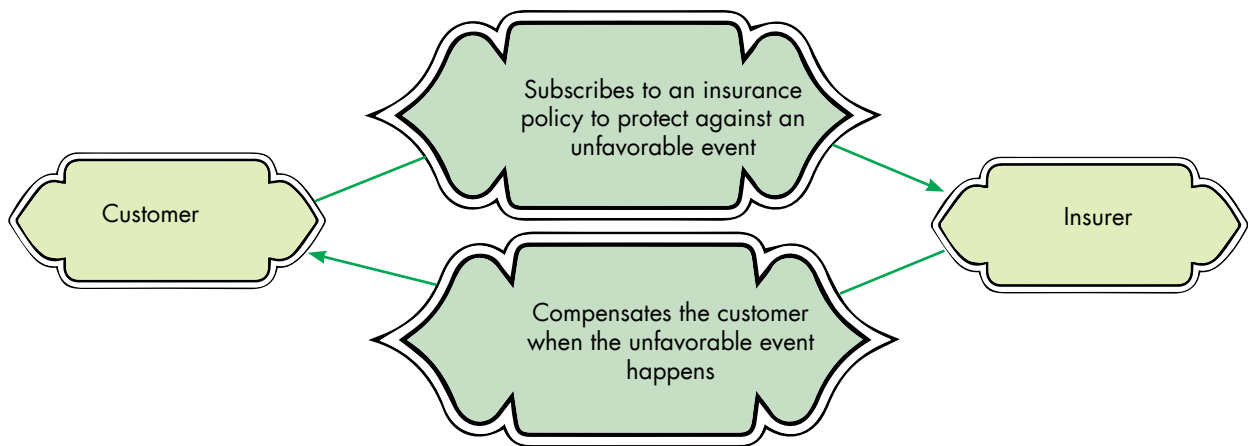 Subscribes to an insurance
policy to protect against an
unfavorable event
Customer
Insurer
Compensates the customer
when the unfavorable event
happens